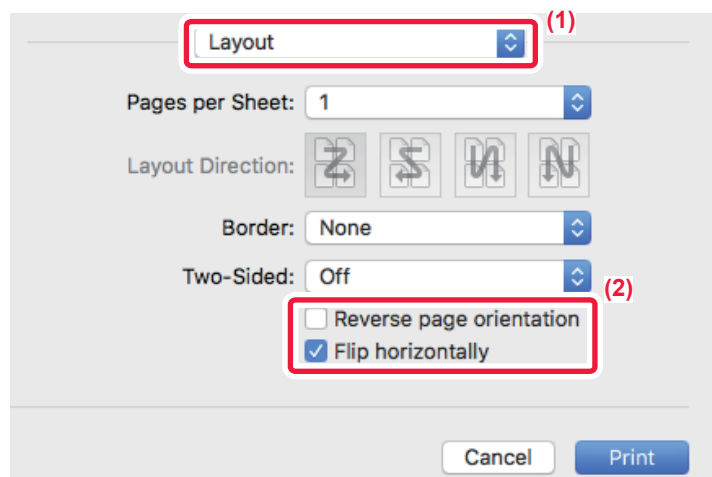 (1)
Layout
Pages per Sheet: 1
Layout Direction:
Border: None
Two-Sided: Off
(2)
Reverse page orientation
Flip horizontally
Cancel Print